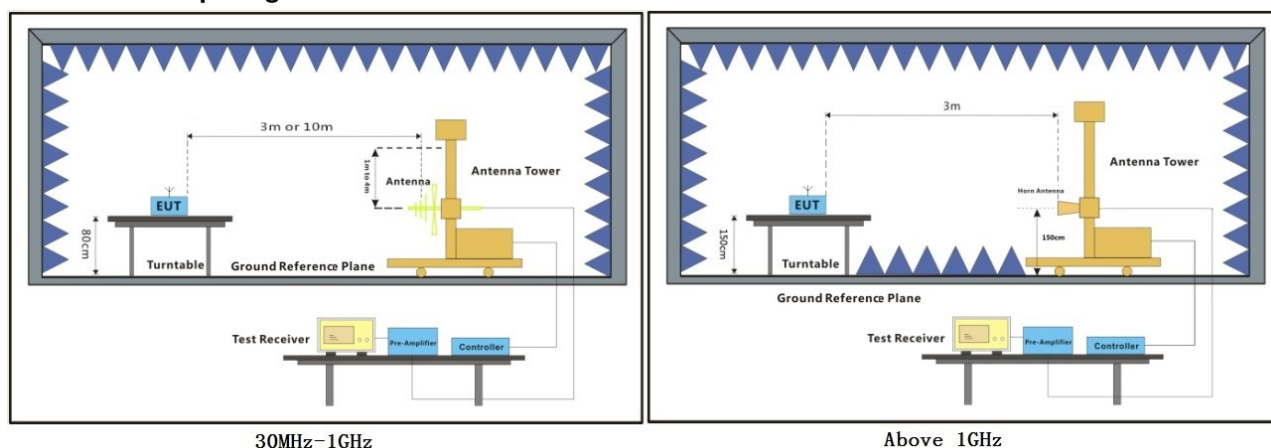 3m or 10m
1m to 4m
Antenna
Antenna Tower
EUT
80cm
Turntable
Ground Reference Plane
Test Receiver
Pre-Amplifier
Controller
30MHz-1GHz
3m
Antenna Tower
Horn Antenna
EUT
150cm
150cm
Turntable
Ground Reference Plane
Test Receiver
Pre-Amplifier
Controller
Above 1GHz